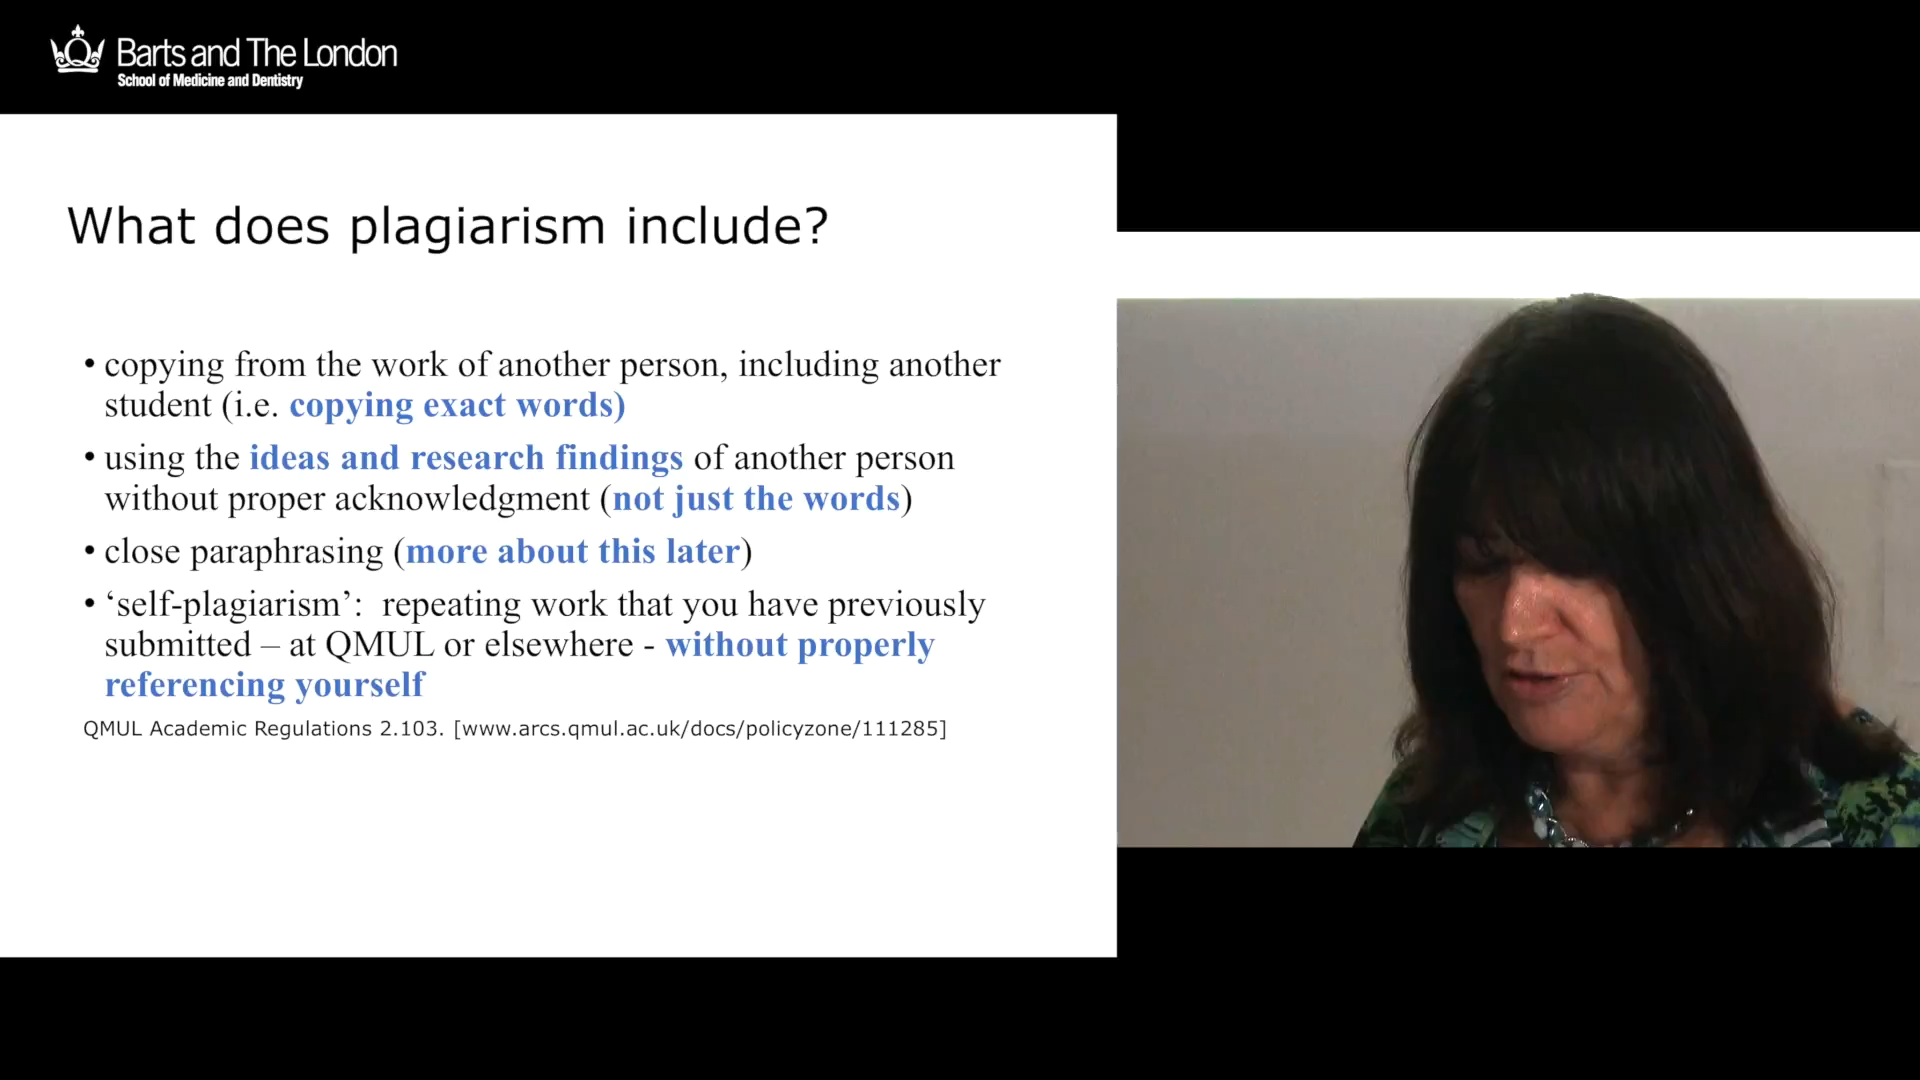 Barts and The London
School of Medicine and Dentistry
What does plagiarism include?
• copying from the work of another person, including another
student (i.e. copying exact words)
• using the ideas and research findings of another person
without proper acknowledgment (not just the words)
• close paraphrasing (more about this later)
• ‘self-plagiarism’:  repeating work that you have previously
submitted – at QMUL or elsewhere - without properly
referencing yourself
QMUL Academic Regulations 2.103. [www.arcs.qmul.ac.uk/docs/policyzone/111285]